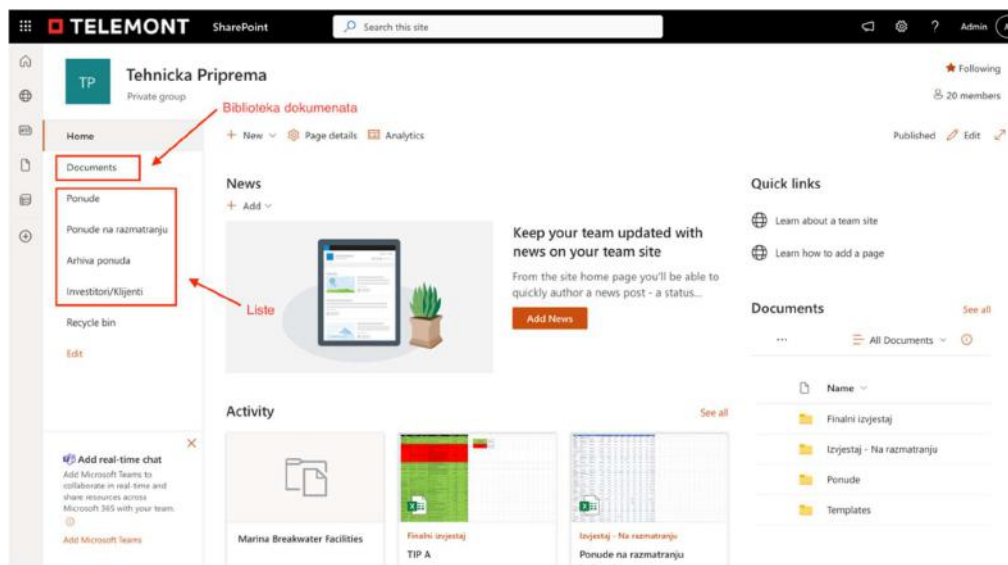 TELEMONT SharePoint Search this site ? Admin
TP
Tehnicka Priprema
Private group
Following
20 members
Biblioteka dokumenata
Home
Documents
Ponude
Ponude na razmatranju
Arhiva ponuda
Investitori/Klijenti
Recycle bin
Edit
Liste
+ New Page details Analytics
Published Edit
News
+ Add
Keep your team updated with
news on your team site
From the site home page you'll be able to
quickly author a news post - a status...
Add News
Quick links
Learn about a team site
Learn how to add a page
Documents See all
... All Documents
Name
Finalni izvjestaj
Izvjestaj - Na razmatranju
Ponude
Templates
Activity See all
Marina Breakwater Facilities
Finalni izvjestaj
TIP A
Izvjestaj - Na razmatranju
Ponude na razmatranju
Add real-time chat
Add Microsoft Teams to
collaborate in real-time and
share resources across
Microsoft 365 with your team.
Add Microsoft Teams